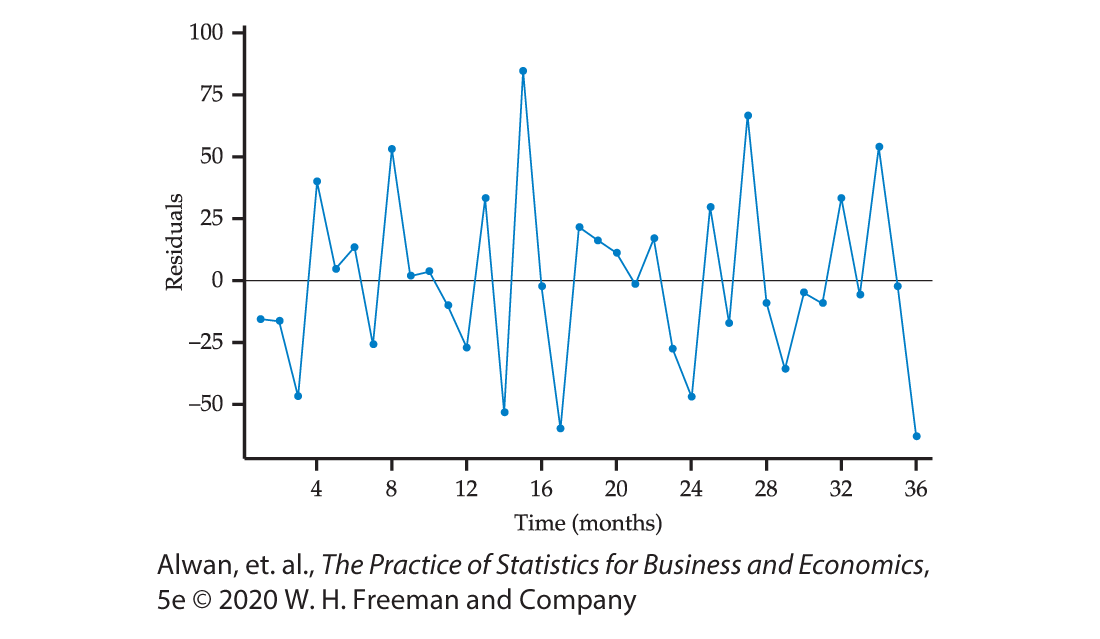 100
75
50
25
0
–25
–50
Residuals
4 8 12 16 20 24 28 32 36
Time (months)
Alwan, et. al., The Practice of Statistics for Business and Economics,
5e © 2020 W. H. Freeman and Company